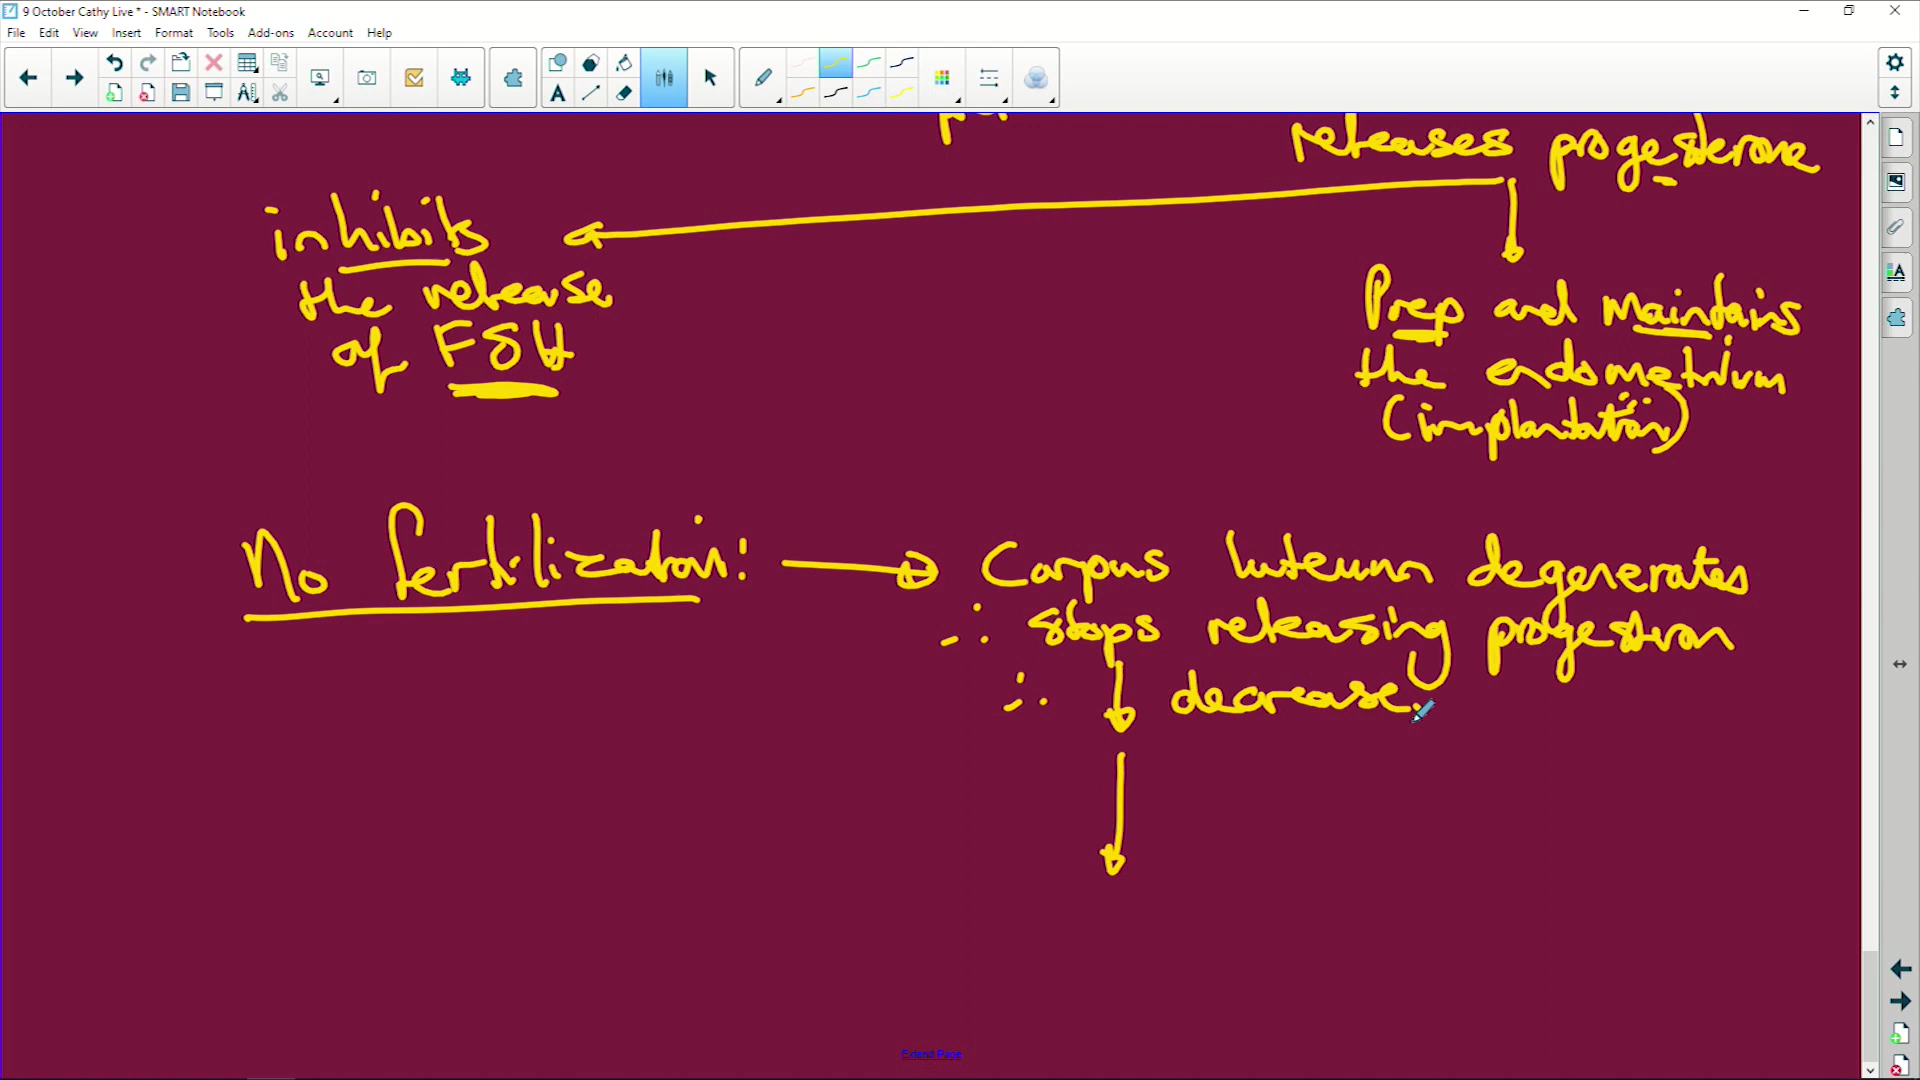 9 October Cathy Live * - SMART Notebook
File Edit View Insert Format Tools Add-ons Account Help
releases progesterone
inhibits
the release
of FSH
Prep and maintains
the endometrium
(implantation)
No fertilization: → Corpus luteum degenerates
∴ stops releasing progestron
∴ ↓ decrease.
Extend Page